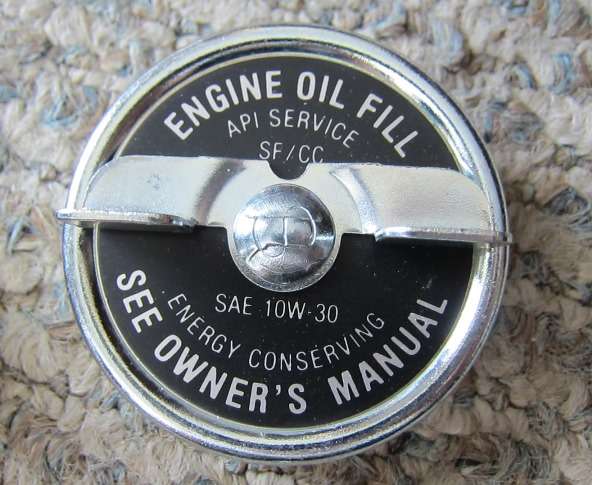 ENGINE OIL FILL
API SERVICE
SF/CC
SAE 10W-30
ENERGY CONSERVING
SEE OWNER'S MANUAL